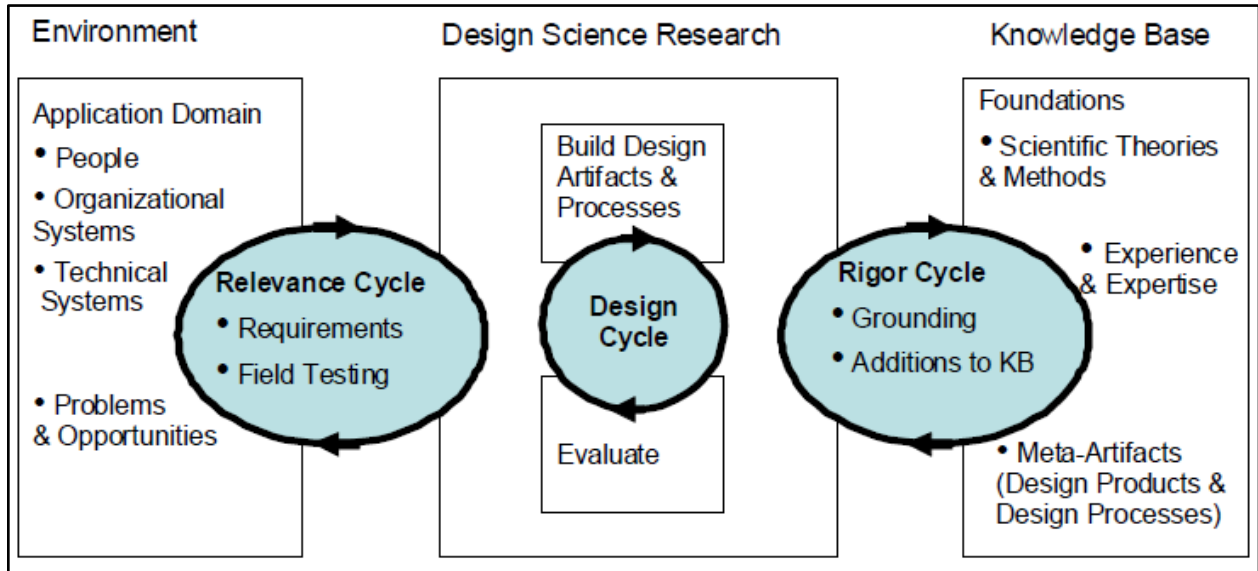 Environment
Design Science Research
Knowledge Base
Application Domain
• People
• Organizational
Systems
• Technical
Systems
• Problems
& Opportunities
Relevance Cycle
• Requirements
• Field Testing
Build Design
Artifacts &
Processes
Design
Cycle
Evaluate
Rigor Cycle
• Grounding
• Additions to KB
Foundations
• Scientific Theories
& Methods
• Experience
& Expertise
• Meta-Artifacts
(Design Products &
Design Processes)